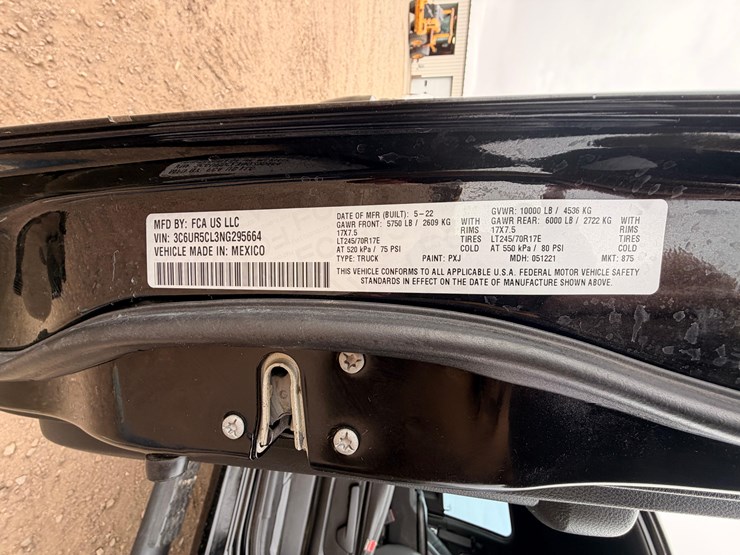 MFD BY: FCA US LLC
VIN: 3C6UR5CL3NG295664
VEHICLE MADE IN: MEXICO
DATE OF MFR (BUILT): 5-22 GVWR: 10000 LB / 4536 KG
GAWR FRONT: 5750 LB / 2609 KG WITH GAWR REAR: 6000 LB / 2722 KG WITH
17X7.5 RIMS 17X7.5 RIMS
LT245/70R17E TIRES LT245/70R17E TIRES
AT 520 kPa / 75 PSI COLD AT 550 kPa / 80 PSI COLD
TYPE: TRUCK PAINT: PXJ MDH: 051221 MKT: 875
THIS VEHICLE CONFORMS TO ALL APPLICABLE U.S.A. FEDERAL MOTOR VEHICLE SAFETY
STANDARDS IN EFFECT ON THE DATE OF MANUFACTURE SHOWN ABOVE.